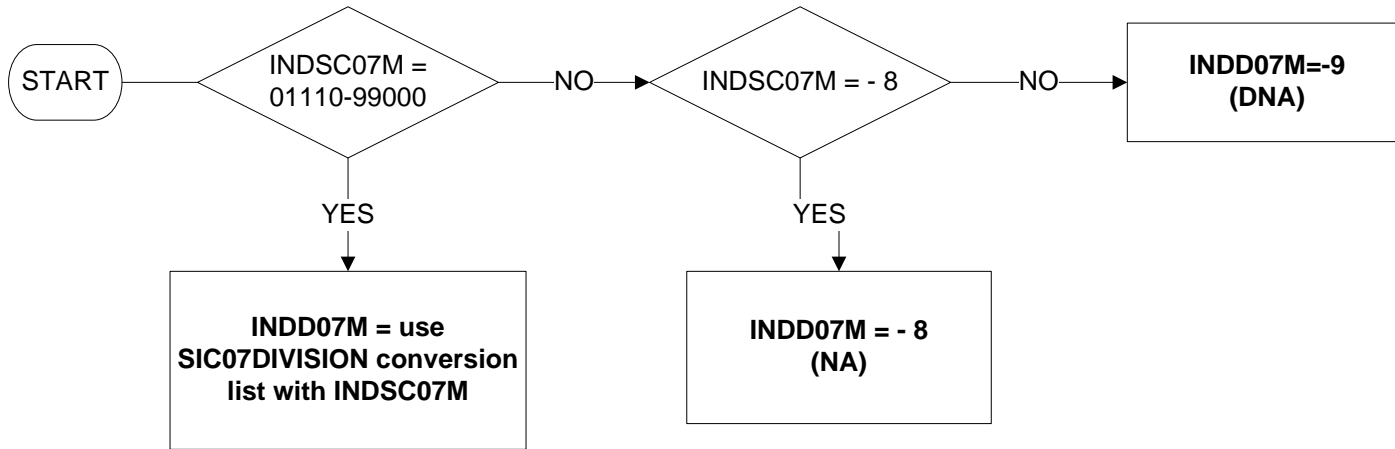 START
INDSC07M =
01110-99000
NO
INDSC07M = - 8
NO
INDD07M=-9
(DNA)
YES
YES
INDD07M = use
SIC07DIVISION conversion
list with INDSC07M
INDD07M = - 8
(NA)